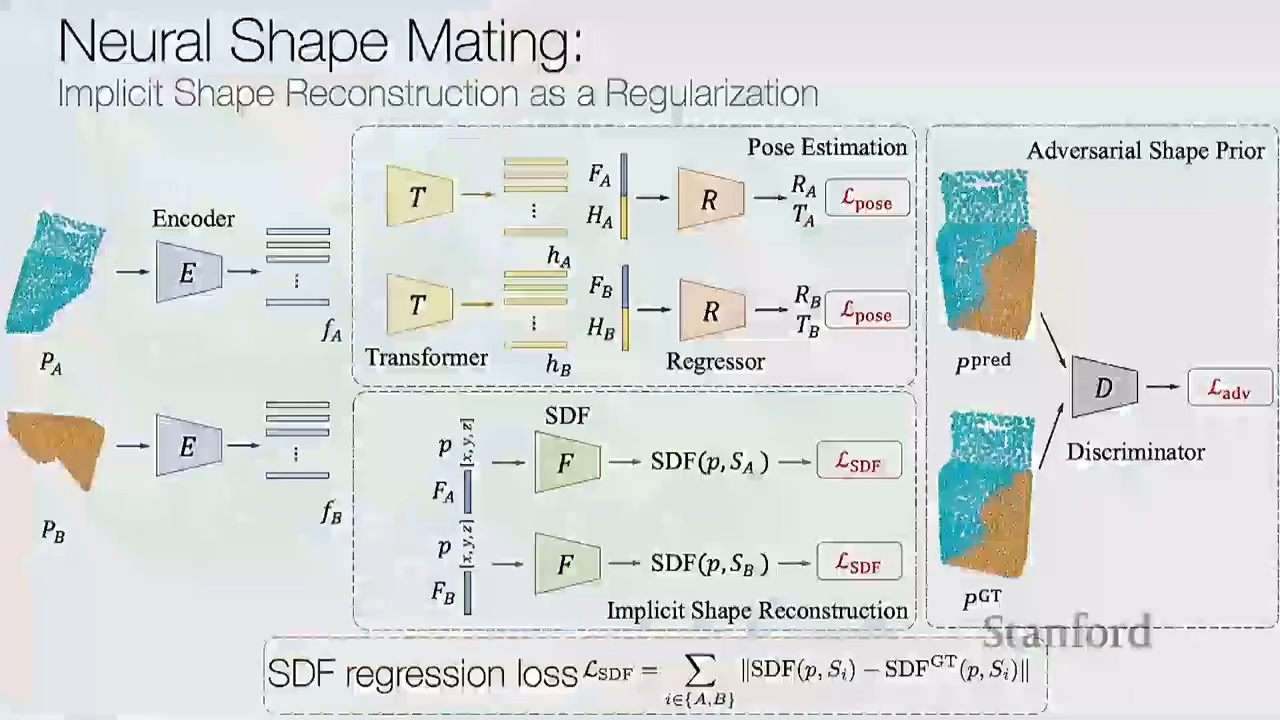 Neural Shape Mating:
Implicit Shape Reconstruction as a Regularization
Pose Estimation
Adversarial Shape Prior
Encoder
E
f_A
P_A
T
h_A
F_A
H_A
R
R_A
T_A
ℒ_pose
T
Transformer
h_B
F_B
H_B
R
Regressor
R_B
T_B
ℒ_pose
E
f_B
P_B
SDF
p [x,y,z]
F_A
F
SDF(p, S_A)
ℒ_SDF
p [x,y,z]
F_B
F
SDF(p, S_B)
ℒ_SDF
Implicit Shape Reconstruction
P^pred
D
Discriminator
ℒ_adv
P^GT
Stanford
SDF regression loss ℒ_SDF = ∑_{i∈{A,B}} ‖SDF(p, S_i) − SDF^GT(p, S_i)‖